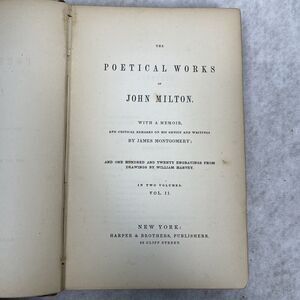 THE
POETICAL WORKS
OF
JOHN MILTON.
WITH A MEMOIR,
AND CRITICAL REMARKS ON HIS GENIUS AND WRITINGS
BY JAMES MONTGOMERY;
AND ONE HUNDRED AND TWENTY ENGRAVINGS FROM
DRAWINGS BY WILLIAM HARVEY.
IN TWO VOLUMES.
VOL. II.
NEW YORK:
HARPER & BROTHERS, PUBLISHERS,
82 CLIFF STREET.